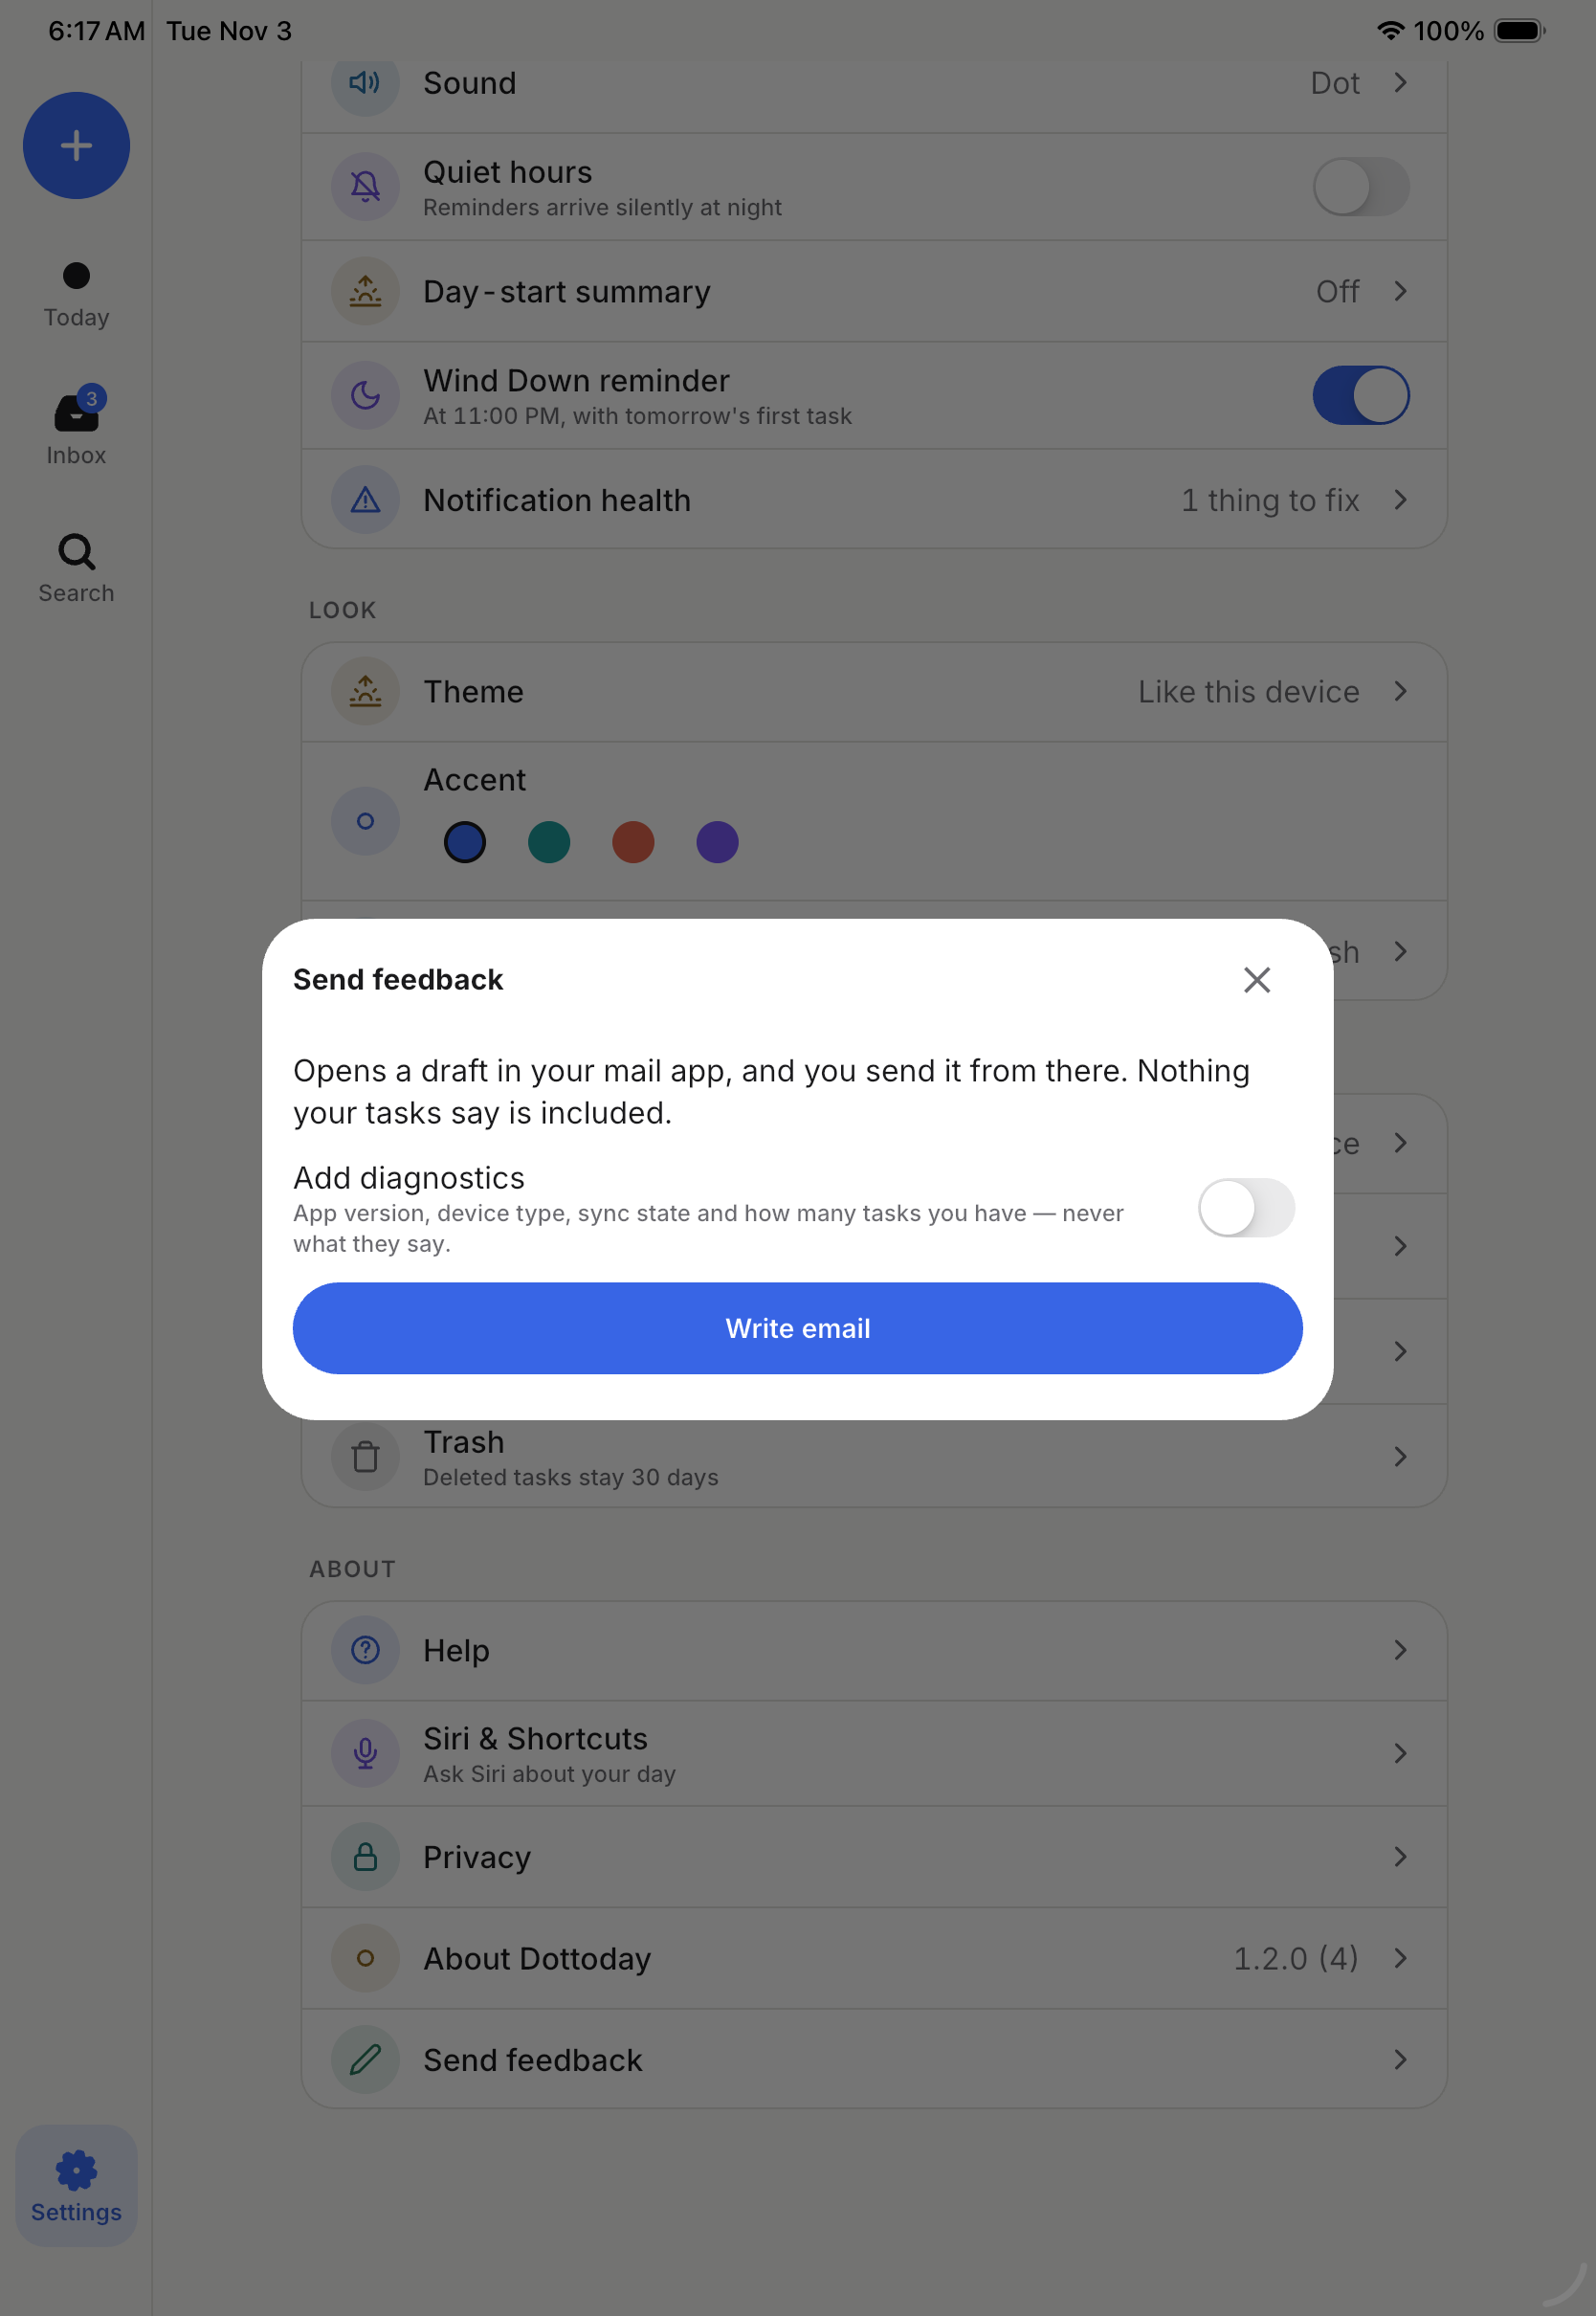 6:17 AM Tue Nov 3
100%
Sound
Dot
Quiet hours
Reminders arrive silently at night
Today
Day-start summary
Off
3
Inbox
Wind Down reminder
At 11:00 PM, with tomorrow's first task
Notification health
1 thing to fix
Search
LOOK
Theme
Like this device
Accent
Send feedback
Opens a draft in your mail app, and you send it from there. Nothing
your tasks say is included.
Add diagnostics
App version, device type, sync state and how many tasks you have — never
what they say.
Write email
Trash
Deleted tasks stay 30 days
ABOUT
Help
Siri & Shortcuts
Ask Siri about your day
Privacy
About Dottoday
1.2.0 (4)
Send feedback
Settings